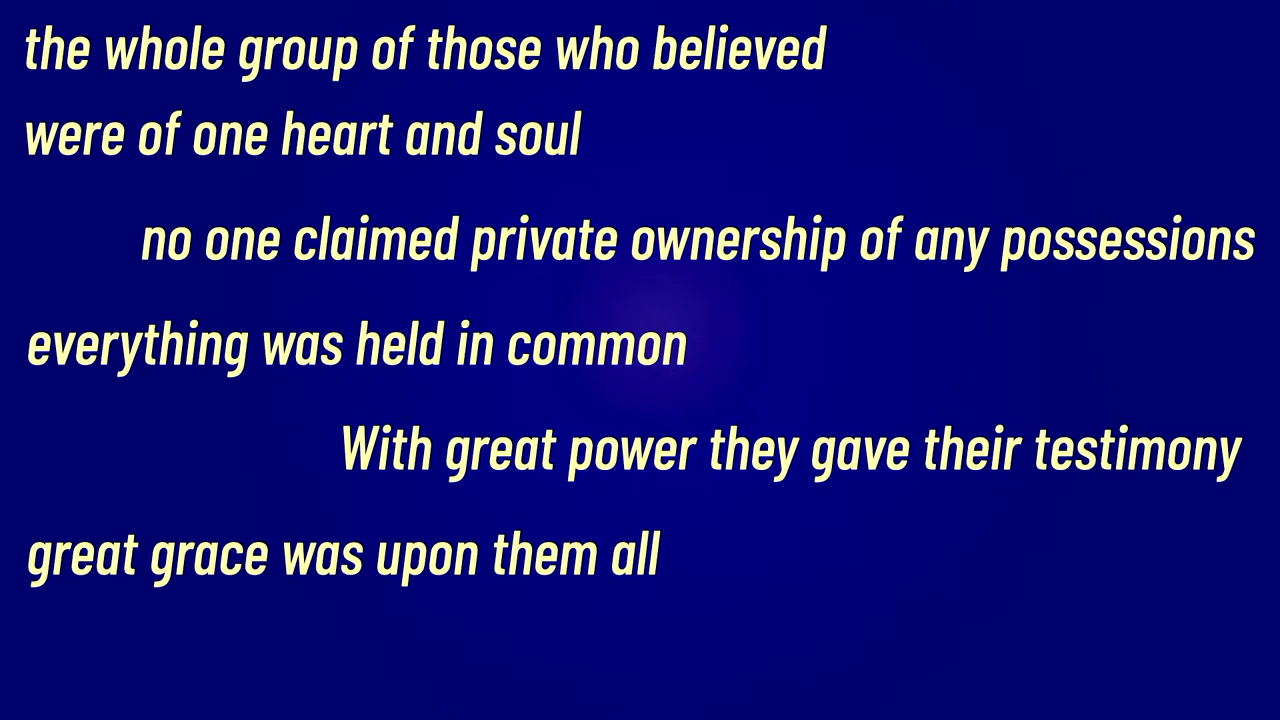 the whole group of those who believed
were of one heart and soul
no one claimed private ownership of any possessions
everything was held in common
With great power they gave their testimony
great grace was upon them all